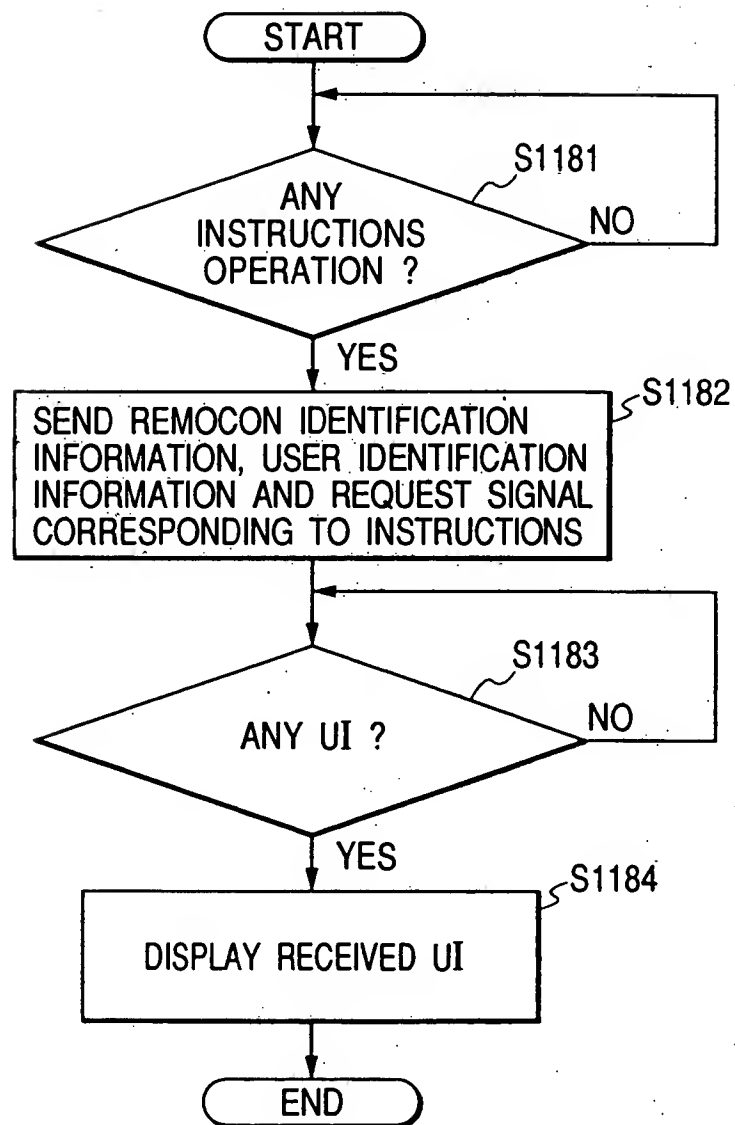 START
S1181
ANY
INSTRUCTIONS
OPERATION ?
NO
YES
S1182
SEND REMOCON IDENTIFICATION
INFORMATION, USER IDENTIFICATION
INFORMATION AND REQUEST SIGNAL
CORRESPONDING TO INSTRUCTIONS
S1183
ANY UI ?
NO
YES
S1184
DISPLAY RECEIVED UI
END